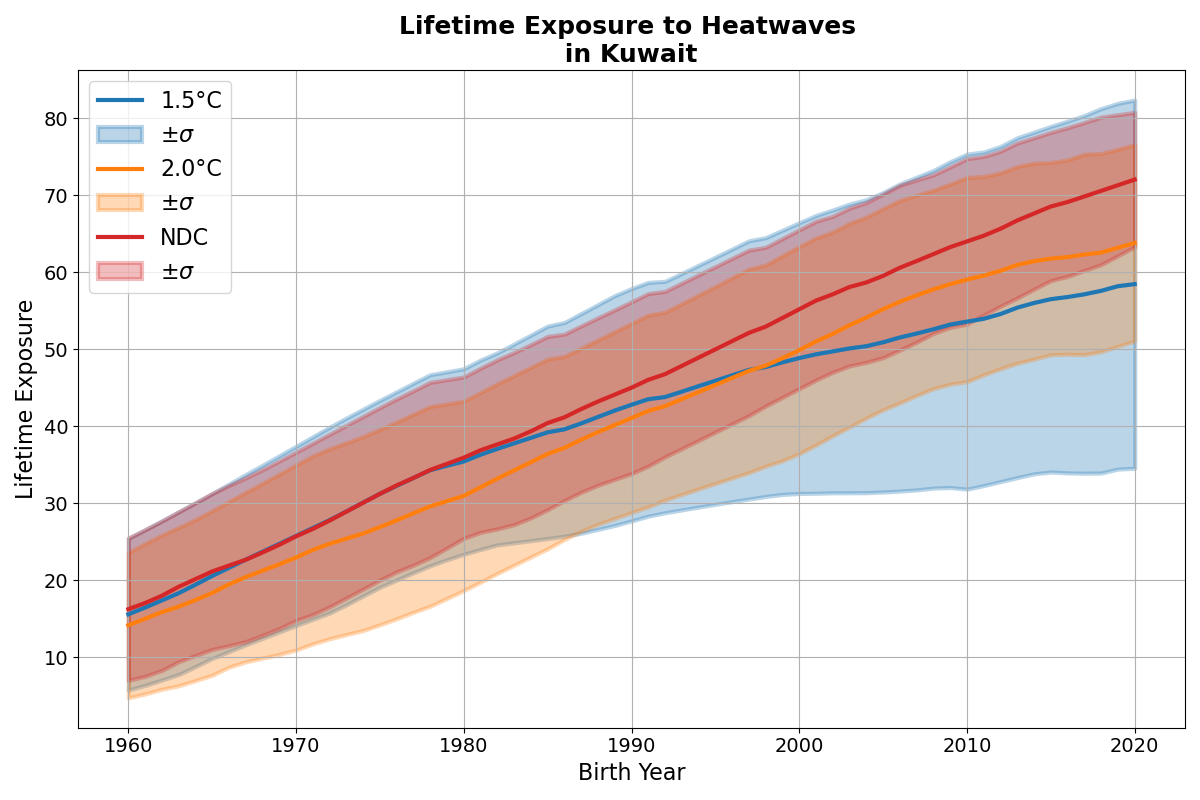 Lifetime Exposure to Heatwaves
in Kuwait
1.5°C
±σ
2.0°C
±σ
NDC
±σ
Lifetime Exposure
80
70
60
50
40
30
20
10
1960 1970 1980 1990 2000 2010 2020
Birth Year